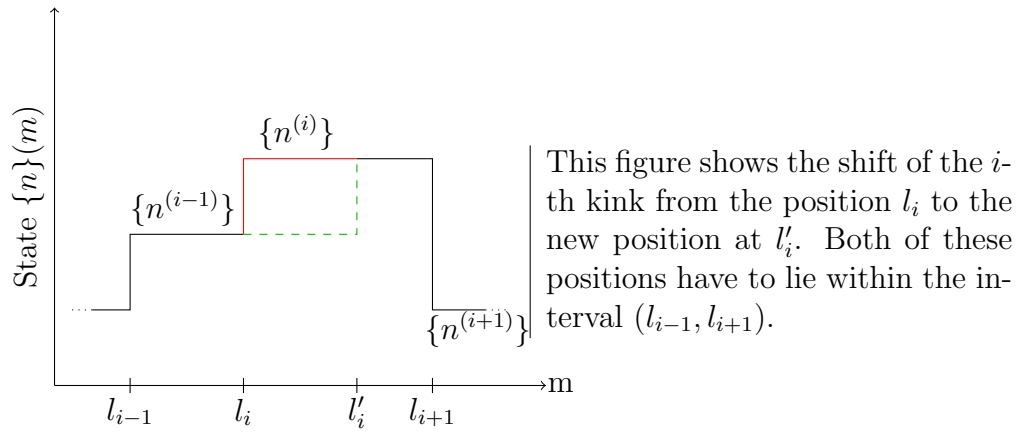 State {n}(m)
{n^{(i)}}
{n^{(i−1)}}
{n^{(i+1)}}
l_{i−1}
l_i
l'_i
l_{i+1}
m
This figure shows the shift of the i-
th kink from the position l_i to the
new position at l'_i. Both of these
positions have to lie within the in-
terval (l_{i−1}, l_{i+1}).